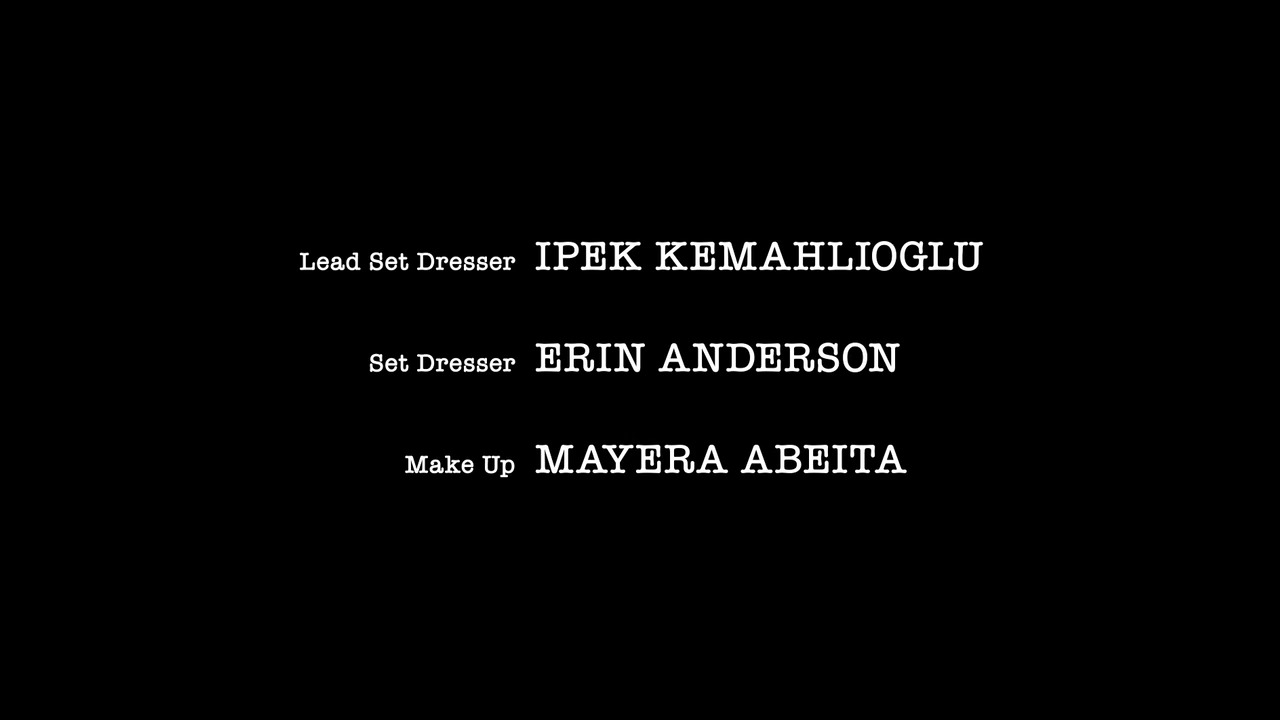 Lead Set Dresser IPEK KEMAHLIOGLU
Set Dresser ERIN ANDERSON
Make Up MAYERA ABEITA